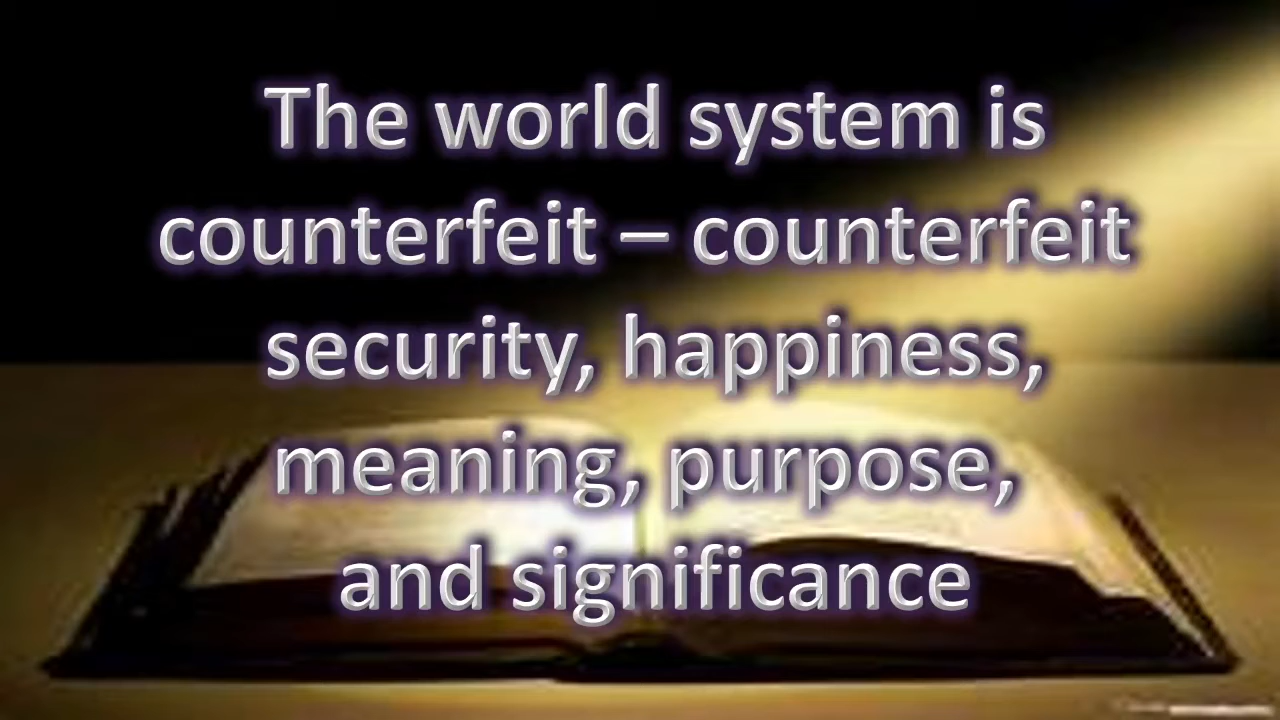 The world system is
counterfeit – counterfeit
security, happiness,
meaning, purpose,
and significance